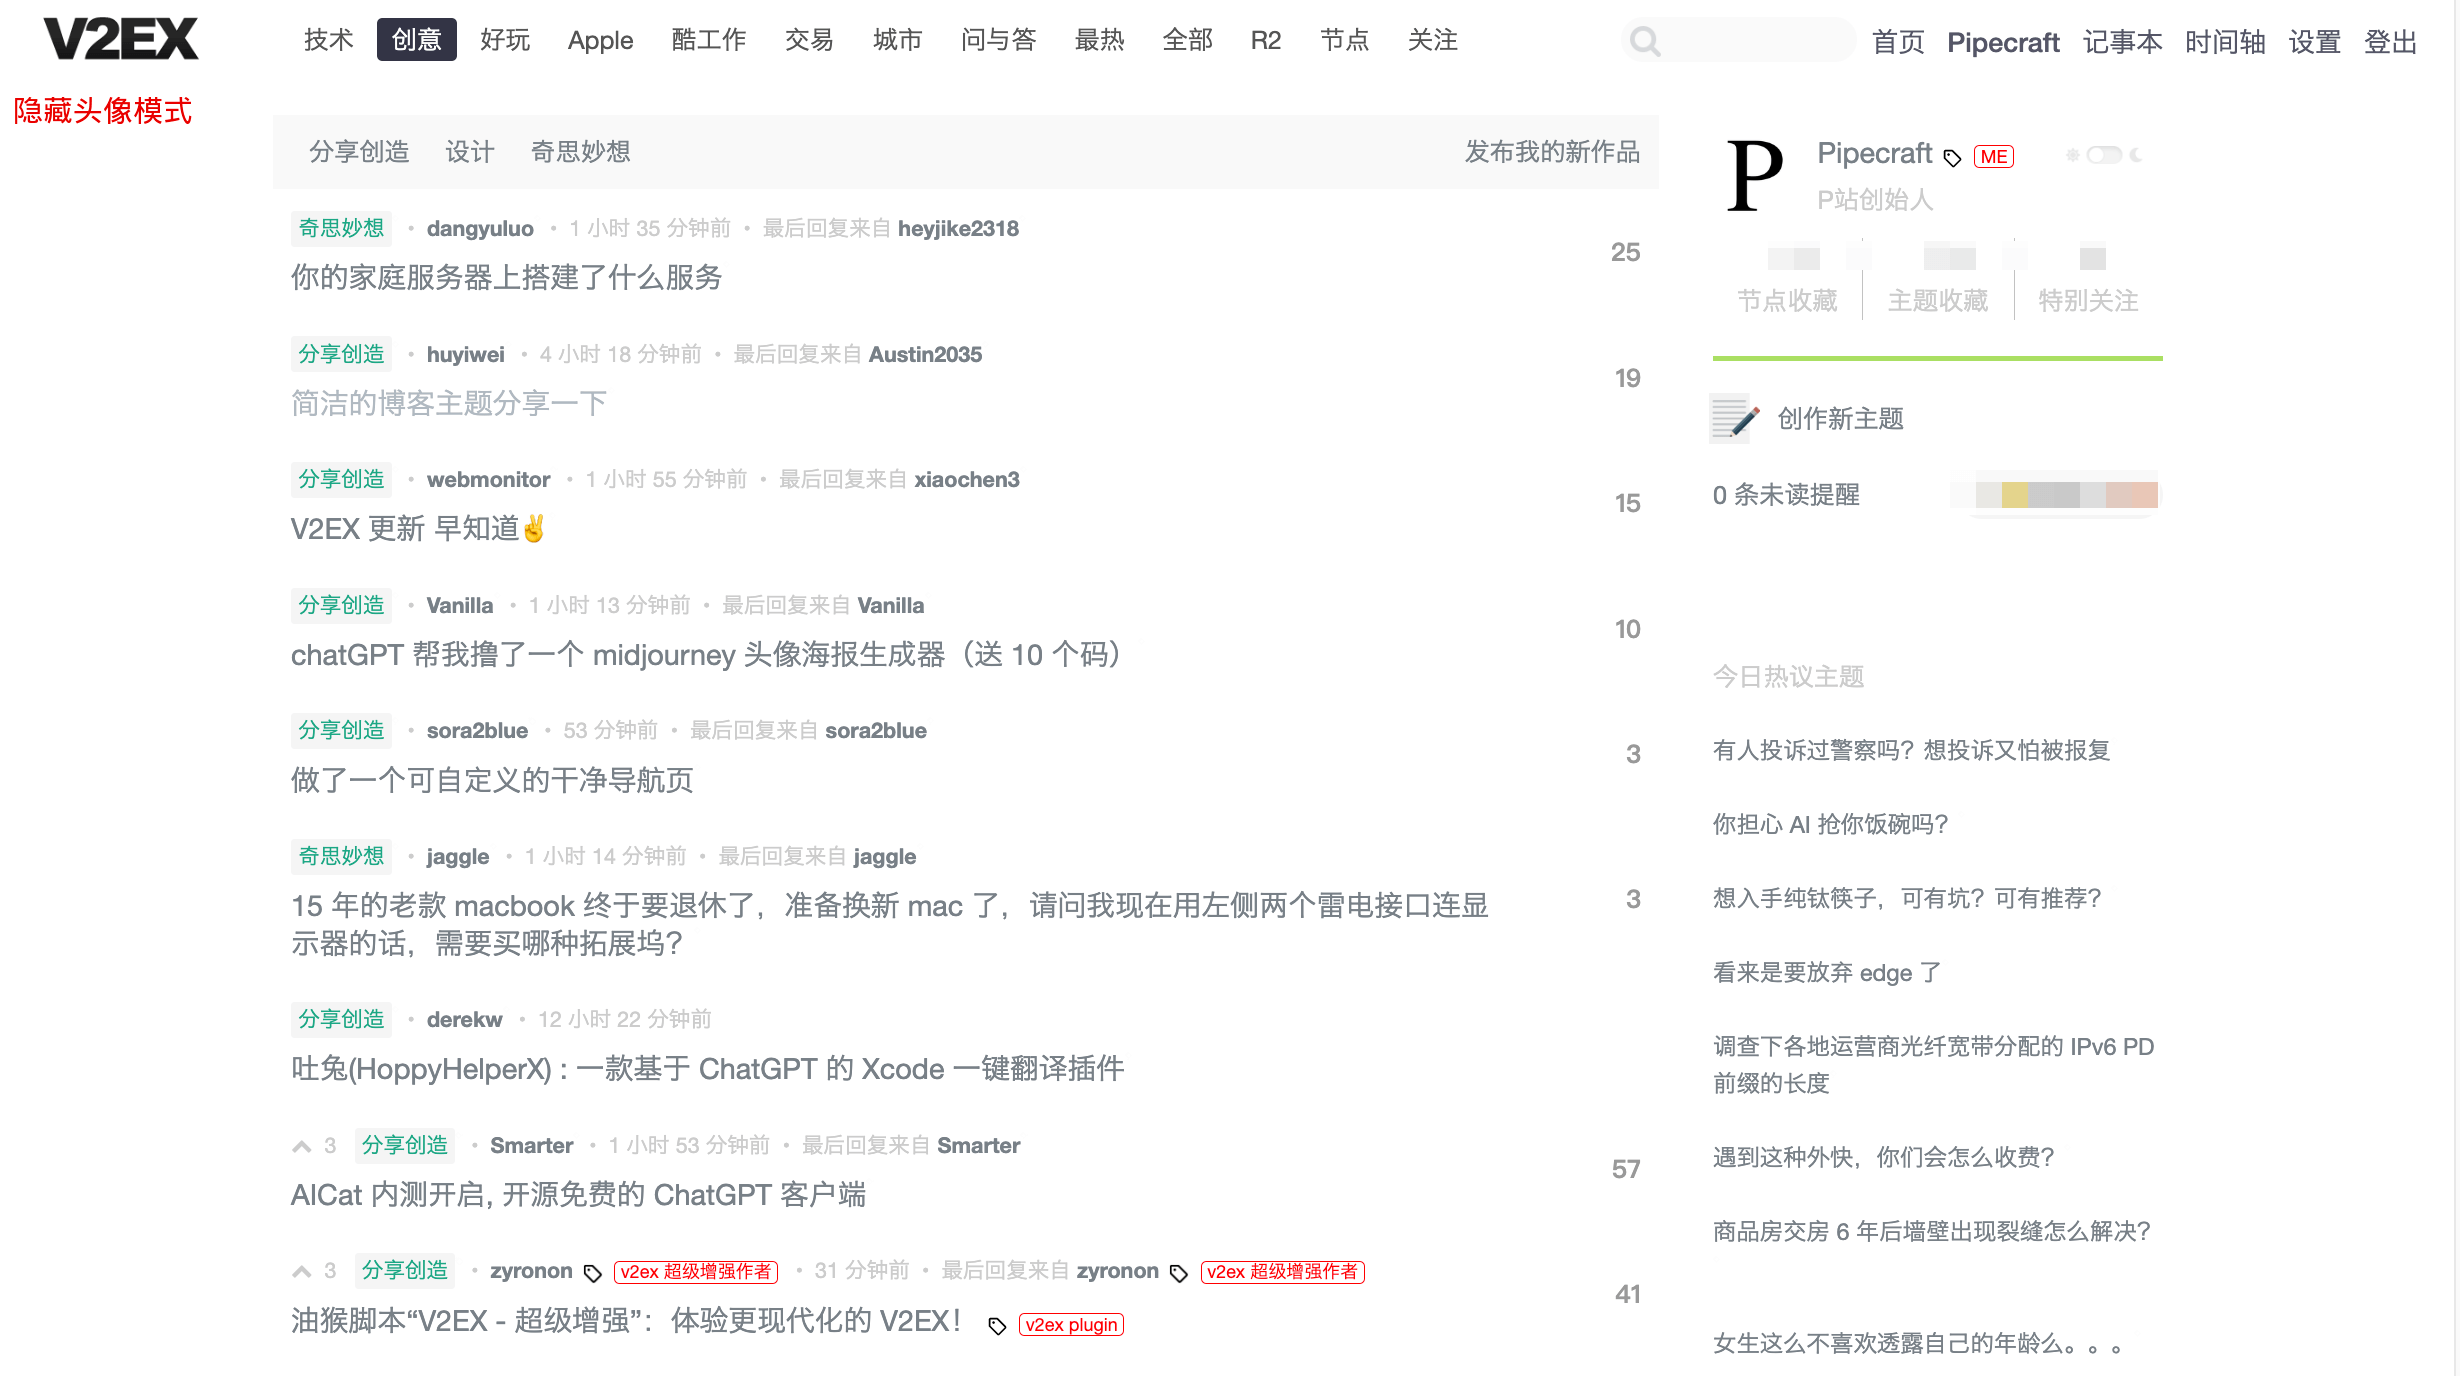 V2EX
技术 创意 好玩 Apple 酷工作 交易 城市 问与答 最热 全部 R2 节点 关注
首页 Pipecraft 记事本 时间轴 设置 登出
隐藏头像模式
分享创造 设计 奇思妙想 发布我的新作品
奇思妙想 • dangyuluo • 1 小时 35 分钟前 • 最后回复来自 heyjike2318
25
你的家庭服务器上搭建了什么服务
分享创造 • huyiwei • 4 小时 18 分钟前 • 最后回复来自 Austin2035
19
简洁的博客主题分享一下
分享创造 • webmonitor • 1 小时 55 分钟前 • 最后回复来自 xiaochen3
15
V2EX 更新 早知道✌️
分享创造 • Vanilla • 1 小时 13 分钟前 • 最后回复来自 Vanilla
10
chatGPT 帮我撸了一个 midjourney 头像海报生成器（送 10 个码）
分享创造 • sora2blue • 53 分钟前 • 最后回复来自 sora2blue
3
做了一个可自定义的干净导航页
奇思妙想 • jaggle • 1 小时 14 分钟前 • 最后回复来自 jaggle
3
15 年的老款 macbook 终于要退休了，准备换新 mac 了，请问我现在用左侧两个雷电接口连显
示器的话，需要买哪种拓展坞？
分享创造 • derekw • 12 小时 22 分钟前
吐兔(HoppyHelperX) : 一款基于 ChatGPT 的 Xcode 一键翻译插件
3 分享创造 • Smarter • 1 小时 53 分钟前 • 最后回复来自 Smarter
57
AICat 内测开启, 开源免费的 ChatGPT 客户端
3 分享创造 • zyronon v2ex 超级增强作者 • 31 分钟前 • 最后回复来自 zyronon v2ex 超级增强作者
41
油猴脚本“V2EX - 超级增强”：体验更现代化的 V2EX！ v2ex plugin
P
Pipecraft ME
P站创始人
节点收藏 主题收藏 特别关注
创作新主题
0 条未读提醒
今日热议主题
有人投诉过警察吗？想投诉又怕被报复
你担心 AI 抢你饭碗吗？
想入手纯钛筷子，可有坑？可有推荐？
看来是要放弃 edge 了
调查下各地运营商光纤宽带分配的 IPv6 PD
前缀的长度
遇到这种外快，你们会怎么收费？
商品房交房 6 年后墙壁出现裂缝怎么解决？
女生这么不喜欢透露自己的年龄么。。。